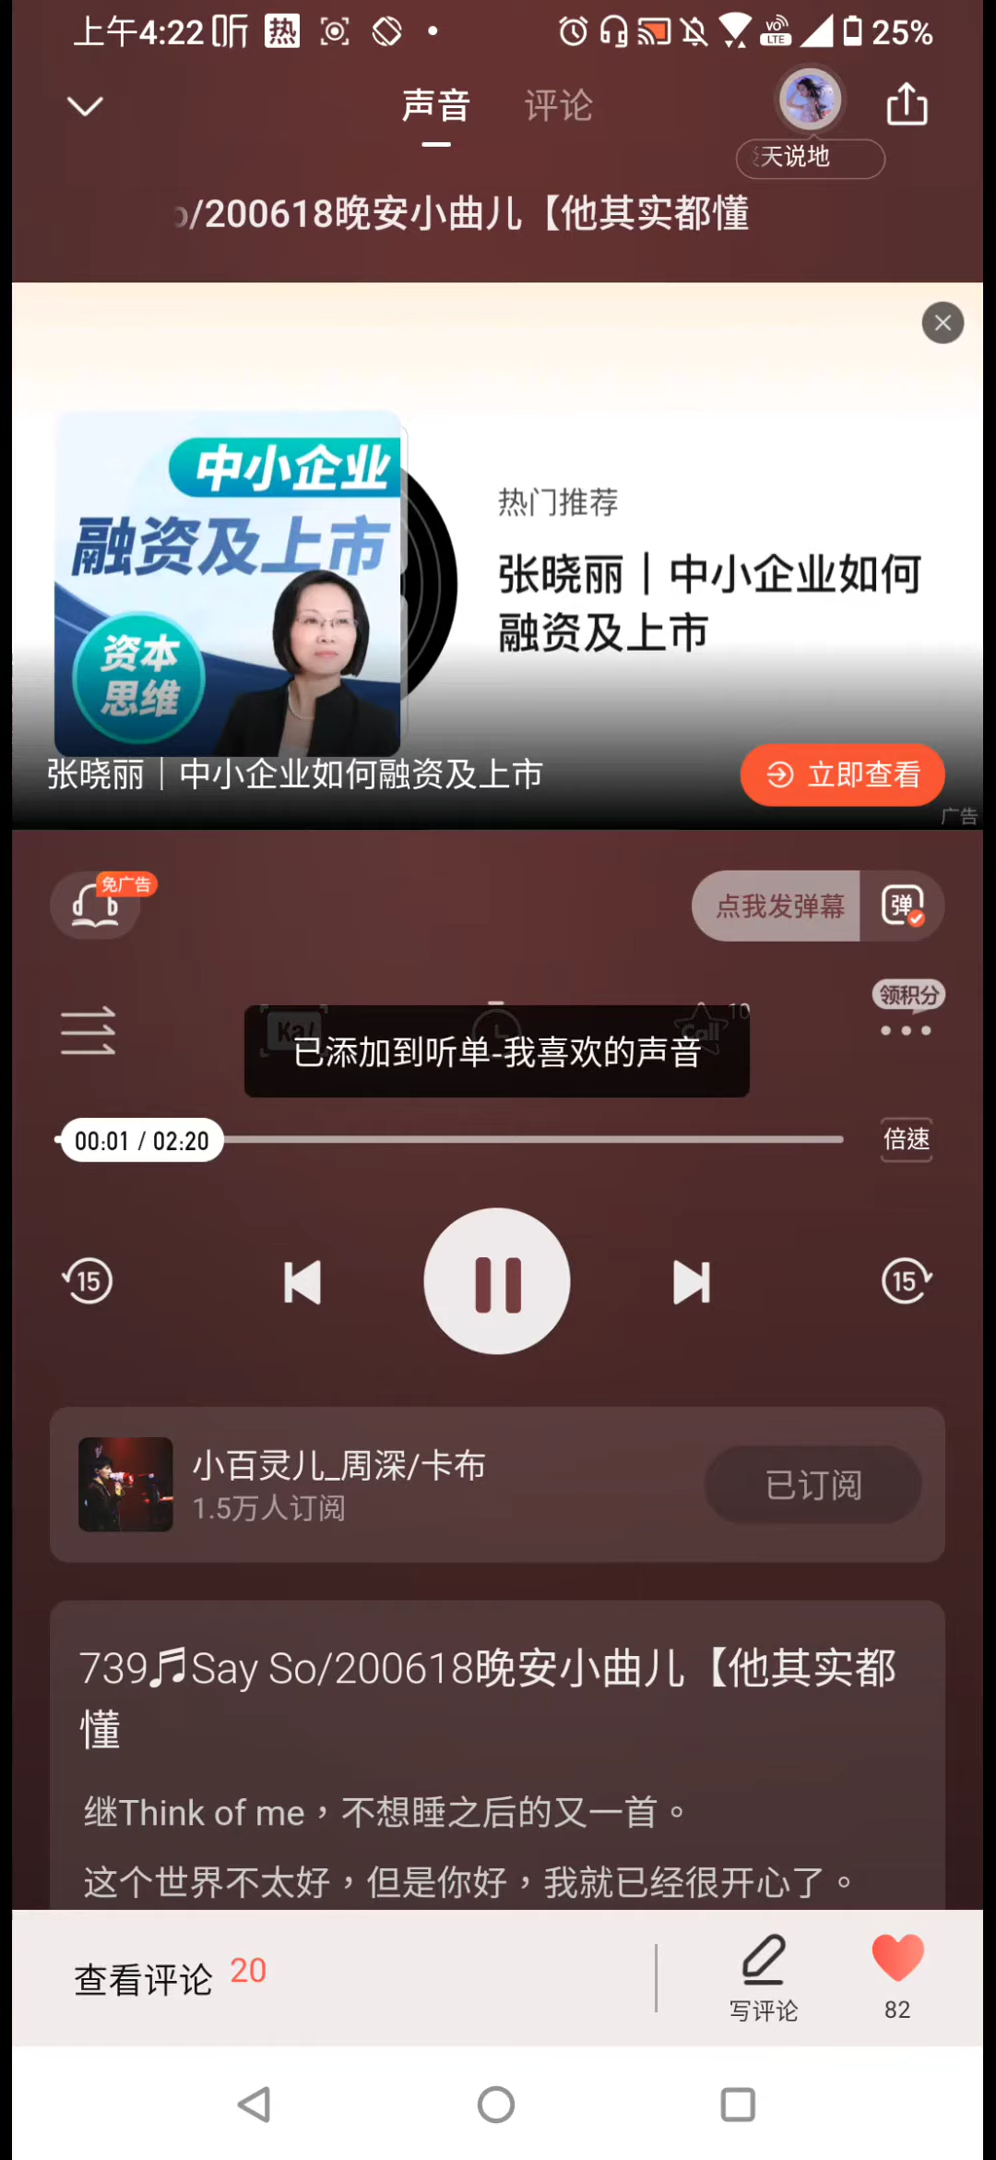 上午4:22 听 热
VO LTE 25%
声音 评论
天说地
/200618晚安小曲儿【他其实都懂
中小企业
融资及上市
资本
思维
热门推荐
张晓丽｜中小企业如何
融资及上市
张晓丽｜中小企业如何融资及上市
立即查看
广告
免广告
点我发弹幕 弹
领积分
Ka! Call 10
已添加到听单-我喜欢的声音
00:01 / 02:20
倍速
15 15
小百灵儿_周深/卡布
1.5万人订阅
已订阅
739🎵Say So/200618晚安小曲儿【他其实都
懂
继Think of me，不想睡之后的又一首。
这个世界不太好，但是你好，我就已经很开心了。
查看评论 20
写评论 82